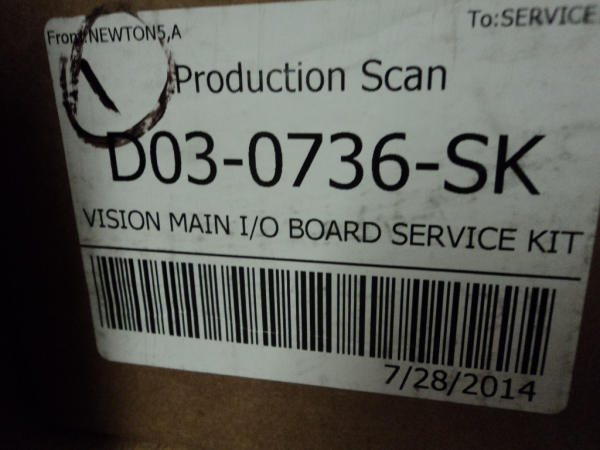 From:NEWTON5,A
To:SERVICE
Production Scan
D03-0736-SK
VISION MAIN I/O BOARD SERVICE KIT
7/28/2014